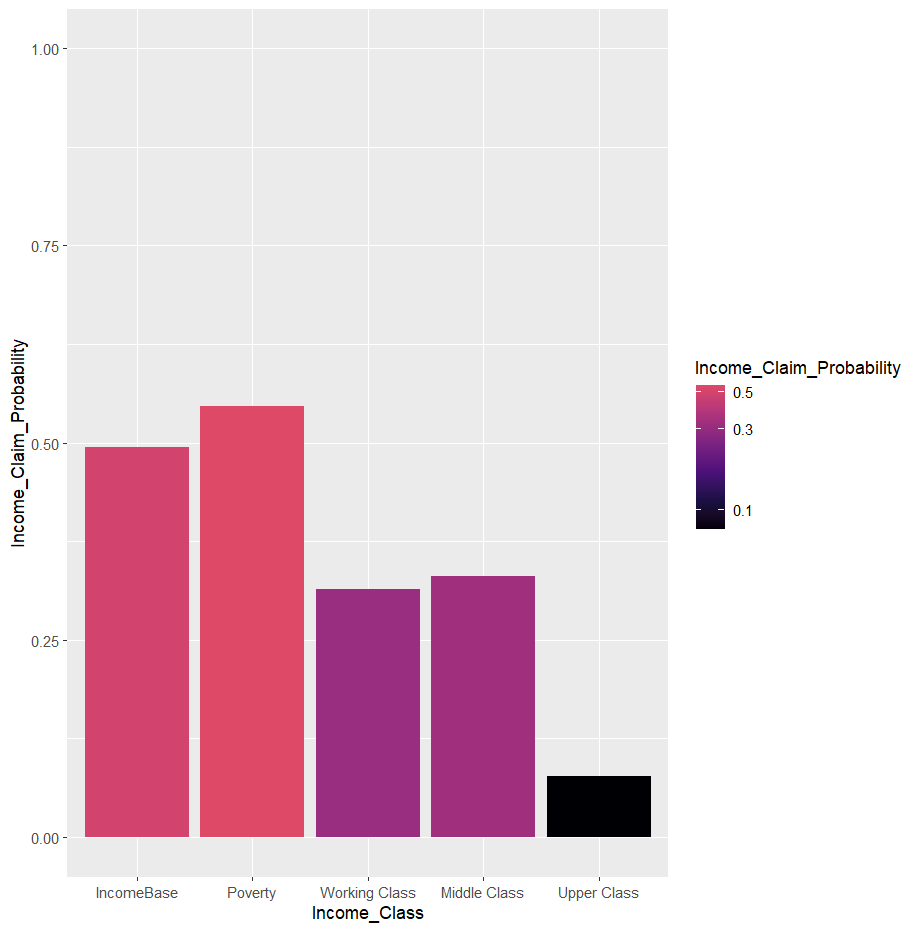 1.00
0.75
0.50
0.25
0.00
Income_Claim_Probability
IncomeBase
Poverty
Working Class
Middle Class
Upper Class
Income_Class
Income_Claim_Probability
0.5
0.3
0.1